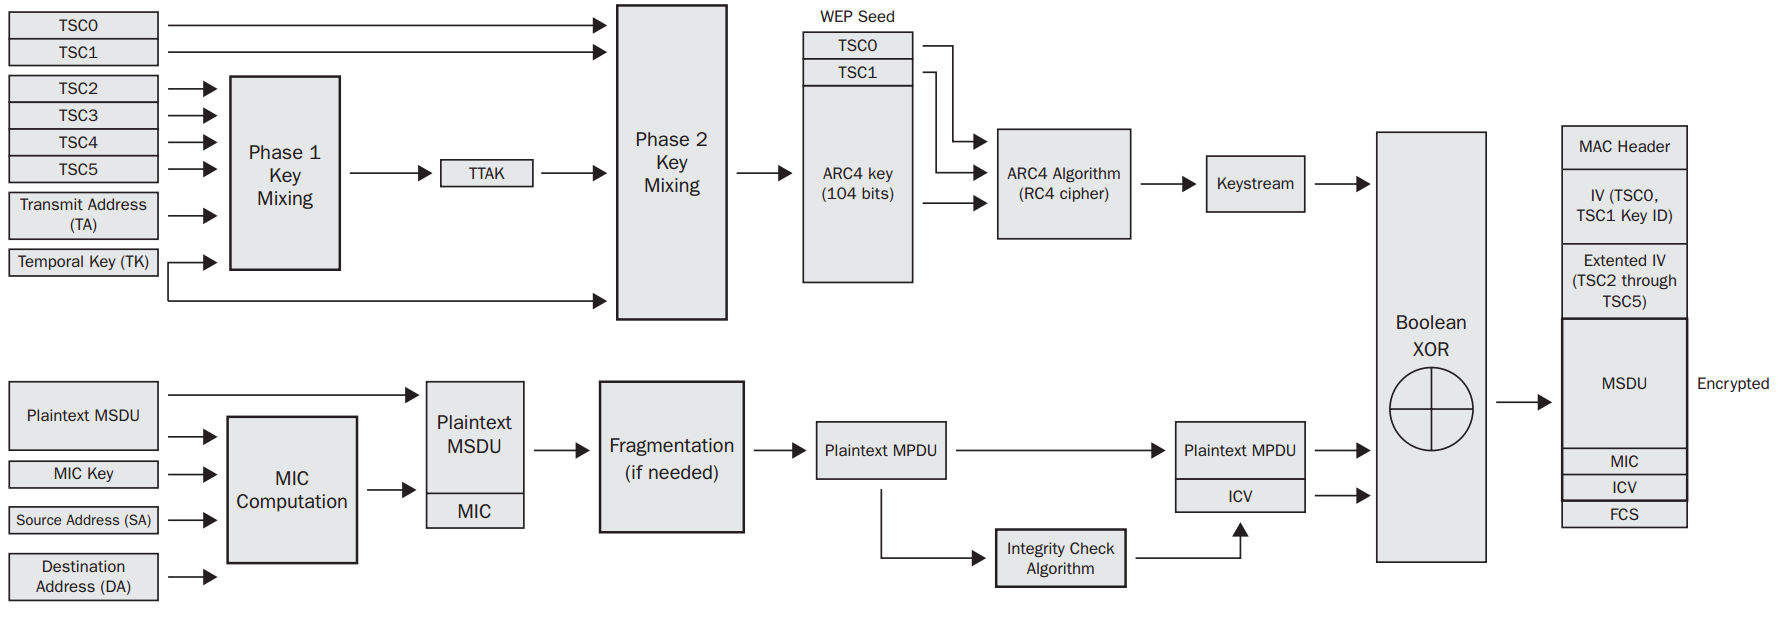 TSC0
TSC1
TSC2
TSC3
TSC4
TSC5
Transmit Address
(TA)
Temporal Key (TK)
Phase 1
Key
Mixing
TTAK
Phase 2
Key
Mixing
WEP Seed
TSC0
TSC1
ARC4 key
(104 bits)
ARC4 Algorithm
(RC4 cipher)
Keystream
Plaintext MSDU
MIC Key
Source Address (SA)
Destination
Address (DA)
MIC
Computation
Plaintext
MSDU
MIC
Fragmentation
(if needed)
Plaintext MPDU
Integrity Check
Algorithm
Plaintext MPDU
ICV
Boolean
XOR
MAC Header
IV (TSC0,
TSC1 Key ID)
Extented IV
(TSC2 through
TSC5)
MSDU
Encrypted
MIC
ICV
FCS